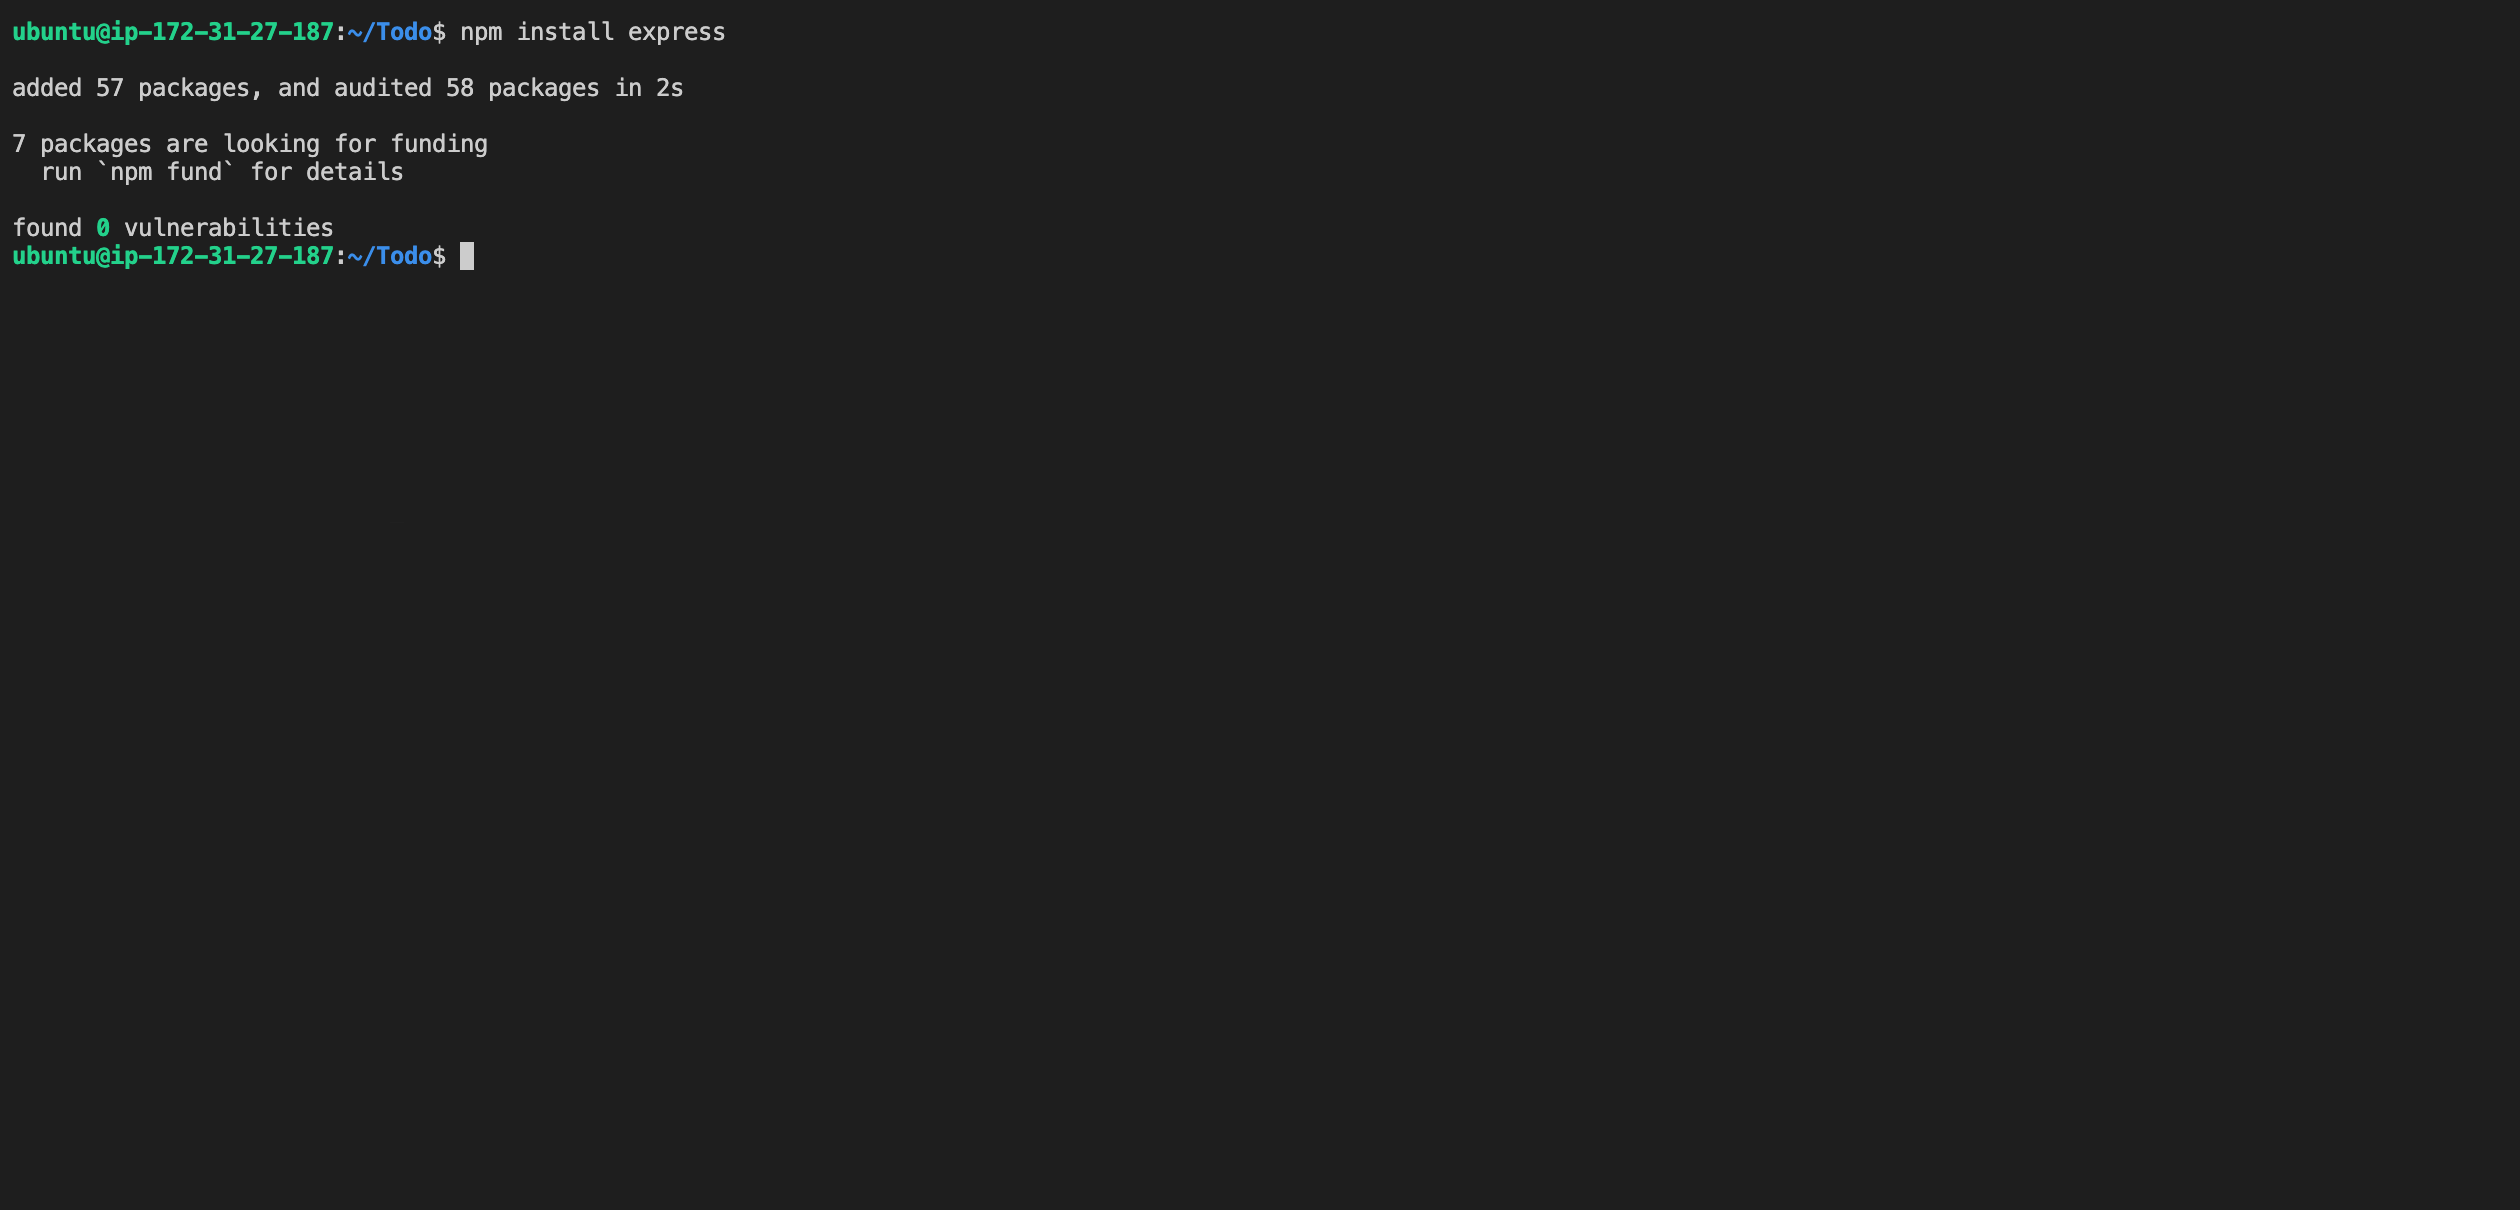 ubuntu@ip-172-31-27-187:~/Todo$ npm install express
added 57 packages, and audited 58 packages in 2s
7 packages are looking for funding
  run `npm fund` for details
found 0 vulnerabilities
ubuntu@ip-172-31-27-187:~/Todo$